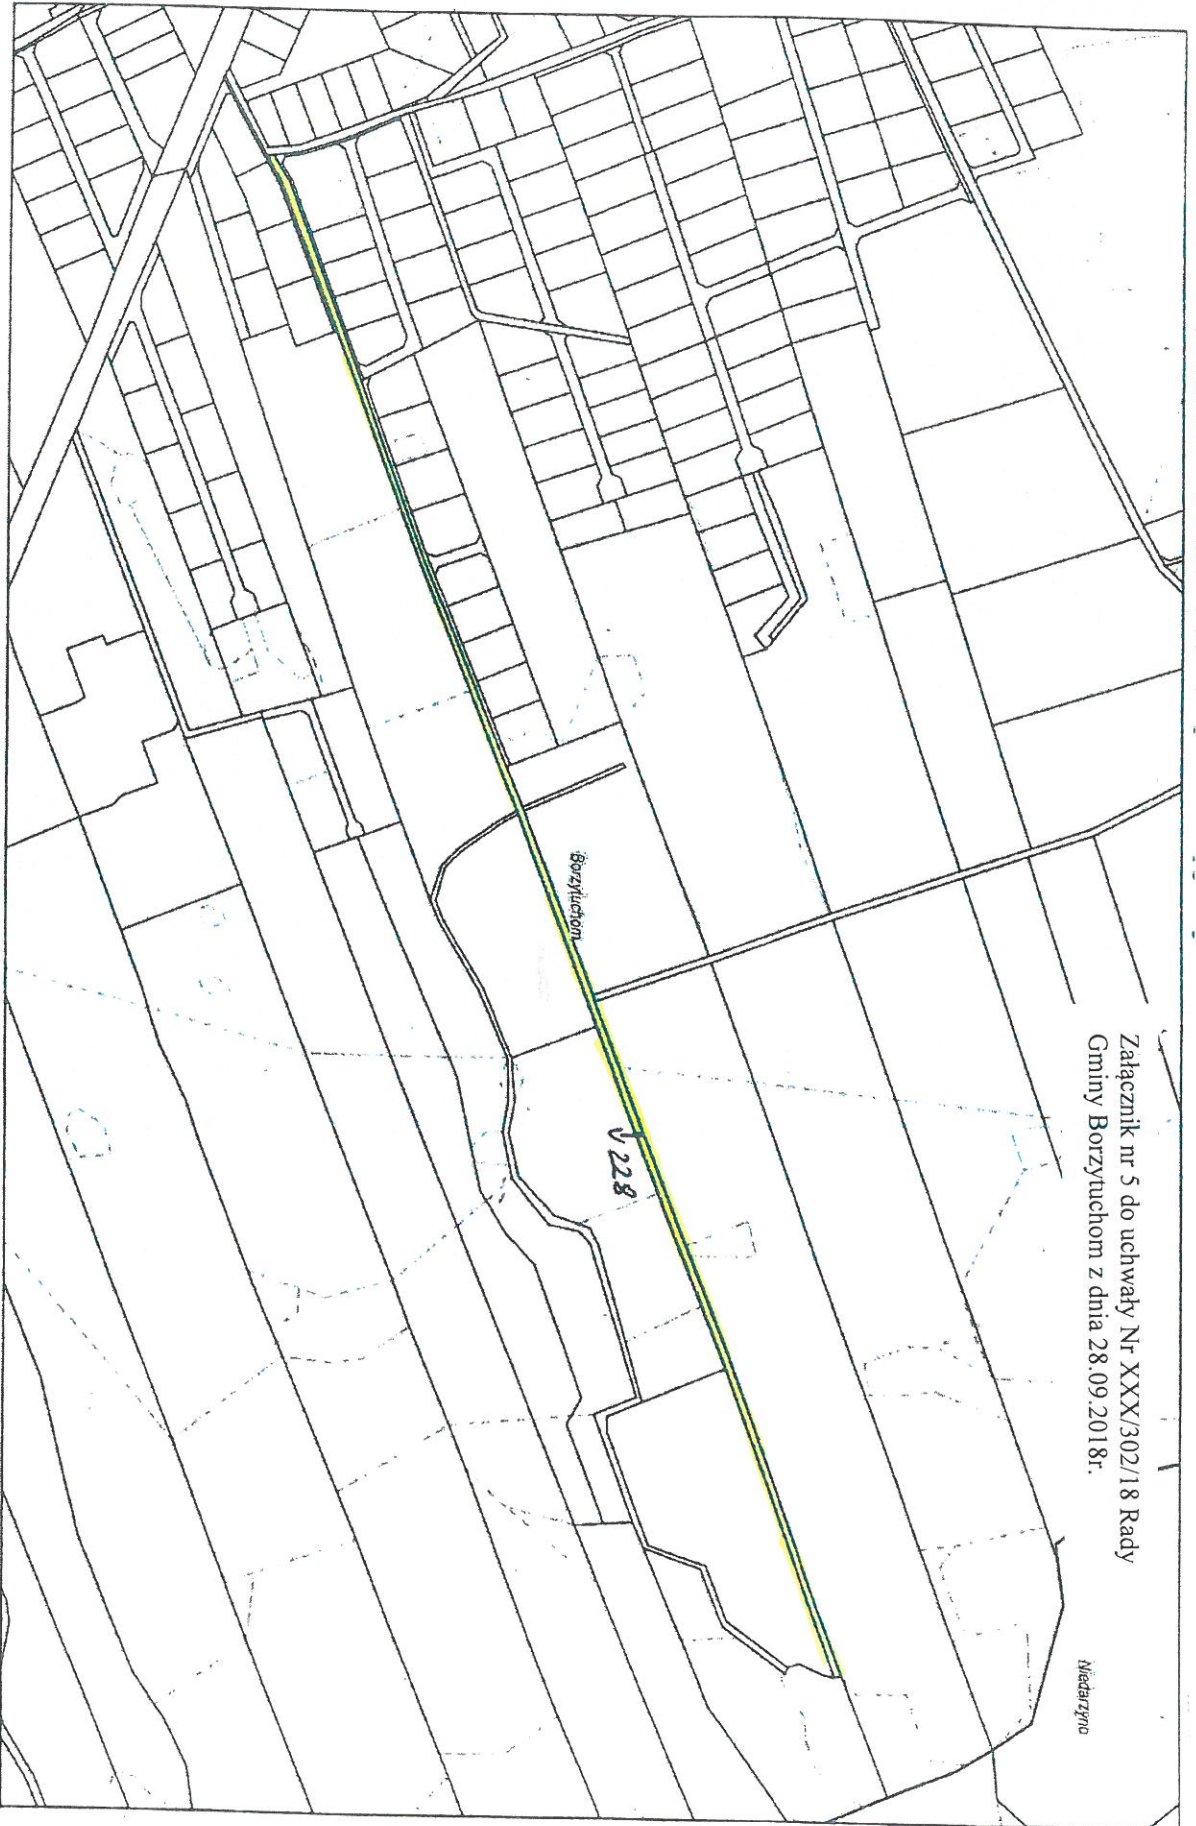 Załącznik nr 5 do uchwały Nr XXX/302/18 Rady
Gminy Borzytuchom z dnia 28.09.2018r.
Niedarzyno
Borzytuchom
228